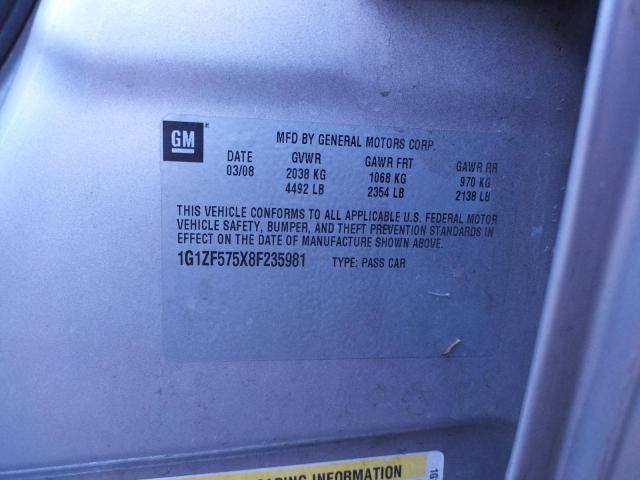 GM
MFD BY GENERAL MOTORS CORP.
DATE GVWR GAWR FRT GAWR RR
03/08 2038 KG 1068 KG 970 KG
4492 LB 2354 LB 2138 LB
THIS VEHICLE CONFORMS TO ALL APPLICABLE U.S. FEDERAL MOTOR
VEHICLE SAFETY, BUMPER, AND THEFT PREVENTION STANDARDS IN
EFFECT ON THE DATE OF MANUFACTURE SHOWN ABOVE.
1G1ZF575X8F235981 TYPE: PASS CAR
INFORMATION
1G